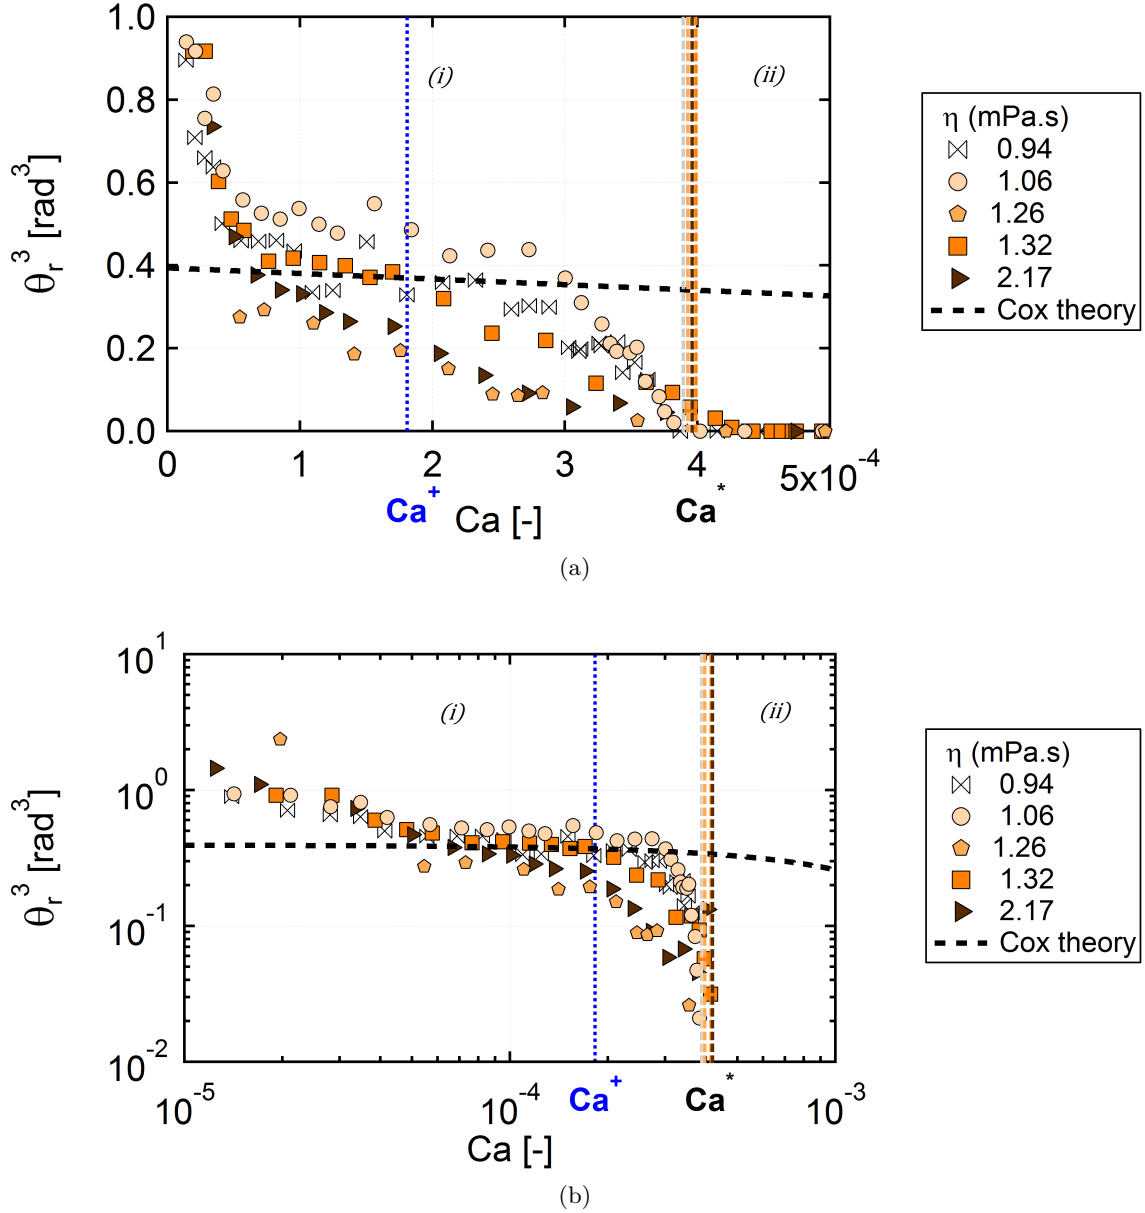 1.0
0.8
0.6
0.4
0.2
0.0
θr³ [rad³]
(i)
(ii)
0 1 2 3 4 5x10⁻⁴
Ca⁺ Ca [-] Ca*
η (mPa.s)
0.94
1.06
1.26
1.32
2.17
Cox theory
(a)
10¹
10⁰
10⁻¹
10⁻²
θr³ [rad³]
(i)
(ii)
10⁻⁵ 10⁻⁴ Ca⁺ Ca* 10⁻³
Ca [-]
η (mPa.s)
0.94
1.06
1.26
1.32
2.17
Cox theory
(b)